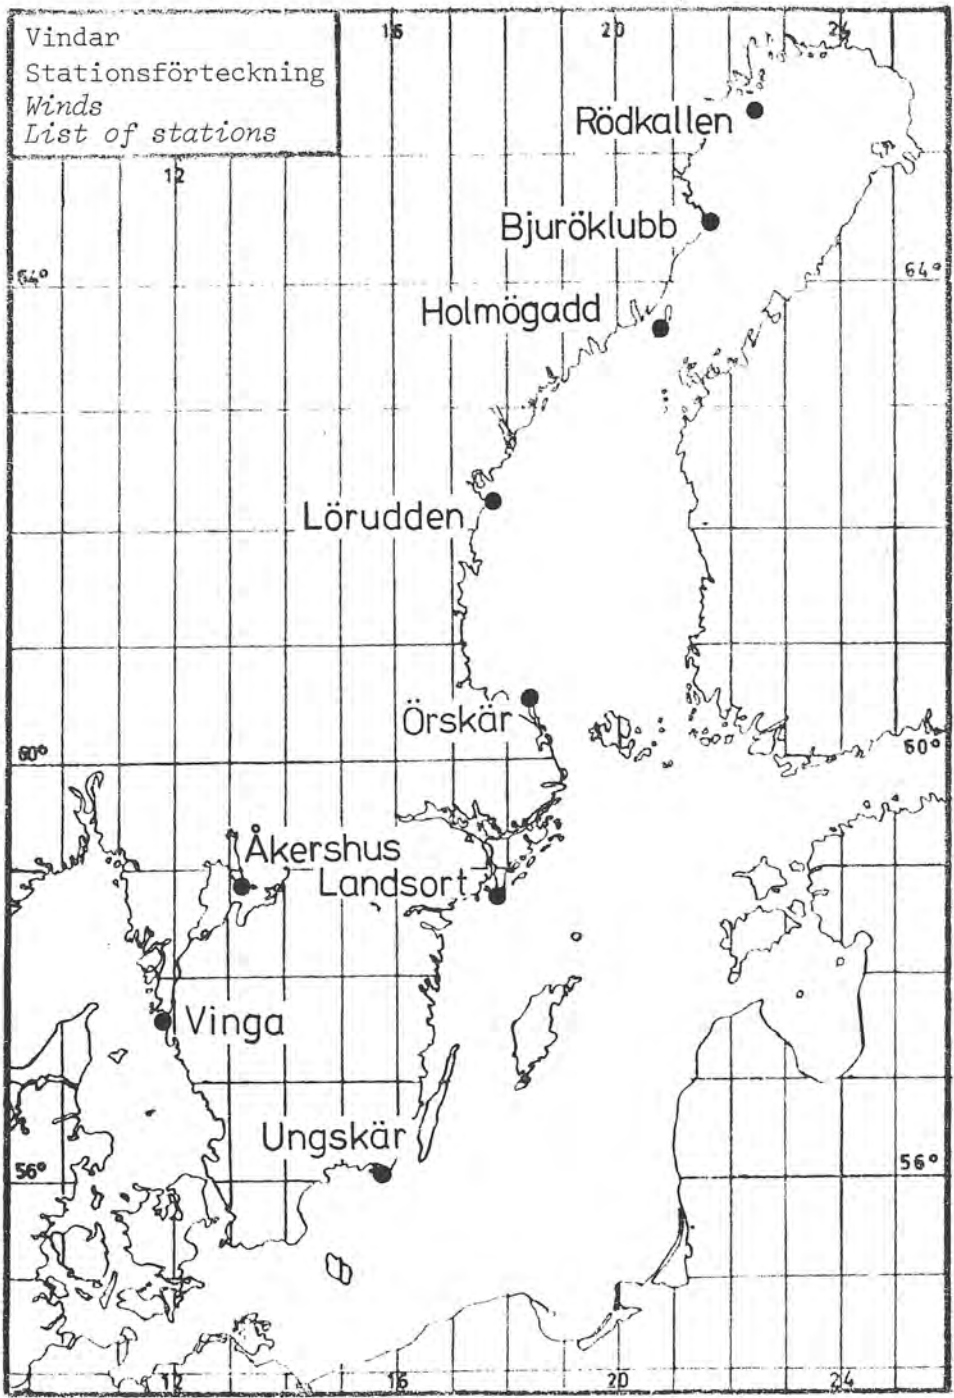 Vindar
Stationsförteckning
Winds
List of stations
16
20
24
12
Rödkallen
Bjuröklubb
64°
64°
Holmögadd
Lörudden
Örskär
60°
60°
Åkershus
Landsort
Vinga
Ungskär
56°
56°
12
16
20
24